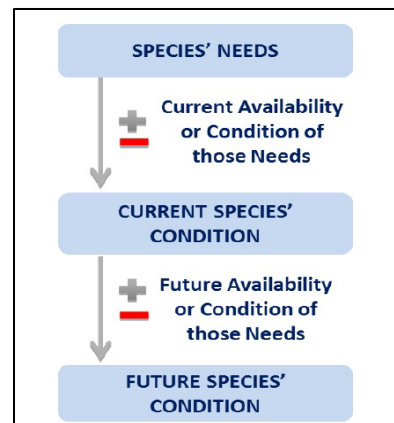 SPECIES' NEEDS
Current Availability
or Condition of
those Needs
CURRENT SPECIES'
CONDITION
Future Availability
or Condition of
those Needs
FUTURE SPECIES'
CONDITION